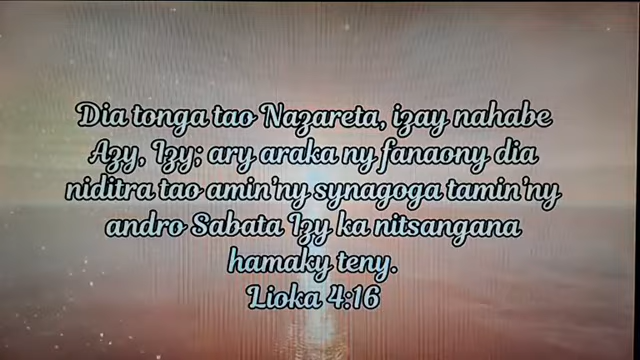 Dia tonga tao Nazareta, izay nahabe
Azy, Izy; ary araka ny fanaony dia
niditra tao amin'ny synagoga tamin'ny
andro Sabata Izy ka nitsangana
hamaky teny.
Lioka 4:16